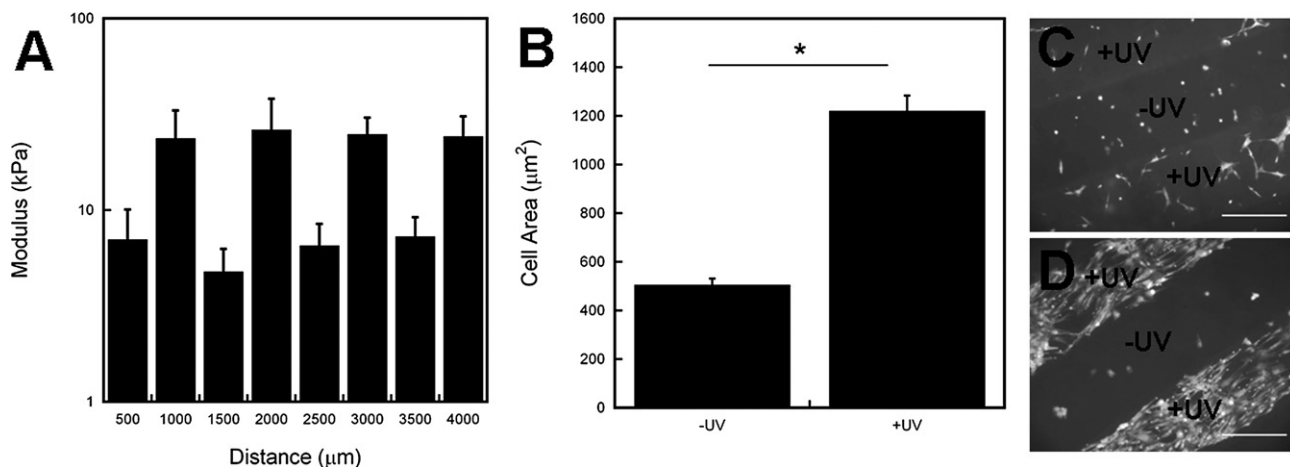 A
100
10
1
Modulus (kPa)
500 1000 1500 2000 2500 3000 3500 4000
Distance (μm)
B
1600
1400
1200
1000
800
600
400
200
0
Cell Area (μm²)
*
-UV +UV
C
+UV
-UV
+UV
D
+UV
-UV
+UV